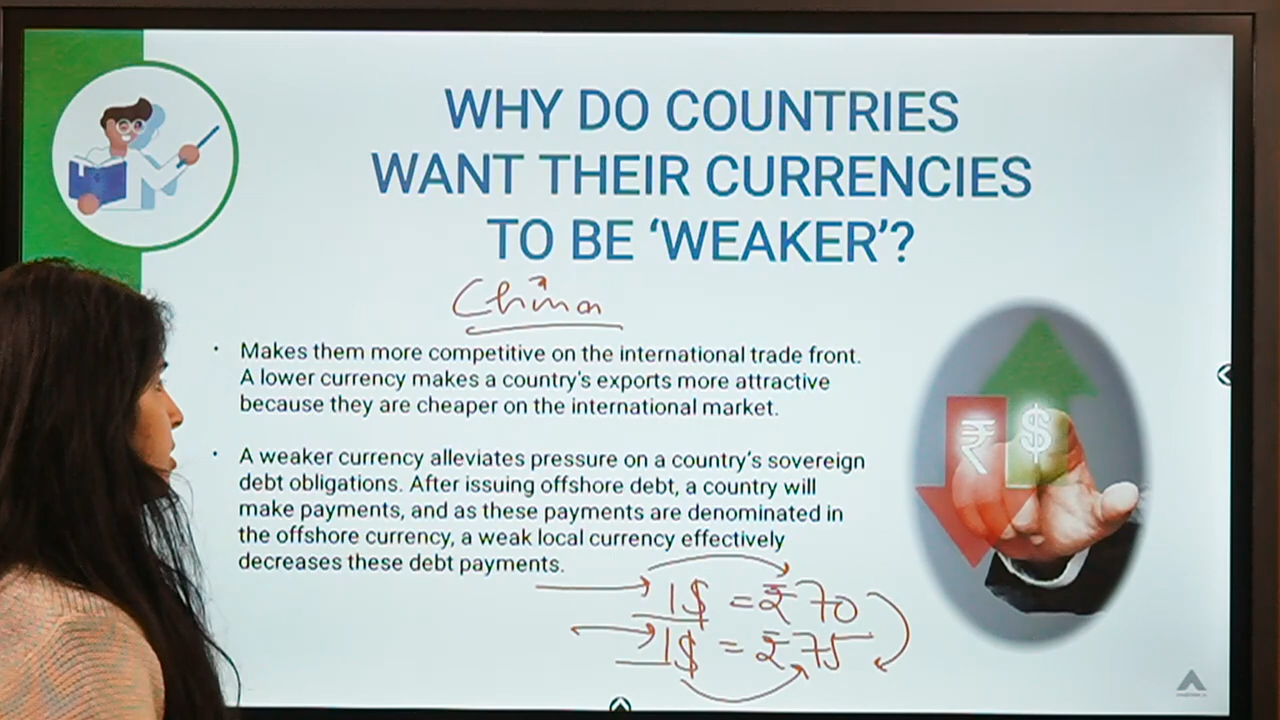 WHY DO COUNTRIES
WANT THEIR CURRENCIES
TO BE ‘WEAKER’?
China
• Makes them more competitive on the international trade front.
A lower currency makes a country's exports more attractive
because they are cheaper on the international market.
• A weaker currency alleviates pressure on a country's sovereign
debt obligations. After issuing offshore debt, a country will
make payments, and as these payments are denominated in
the offshore currency, a weak local currency effectively
decreases these debt payments.
₹ $
1$ = ₹70
1$ = ₹75